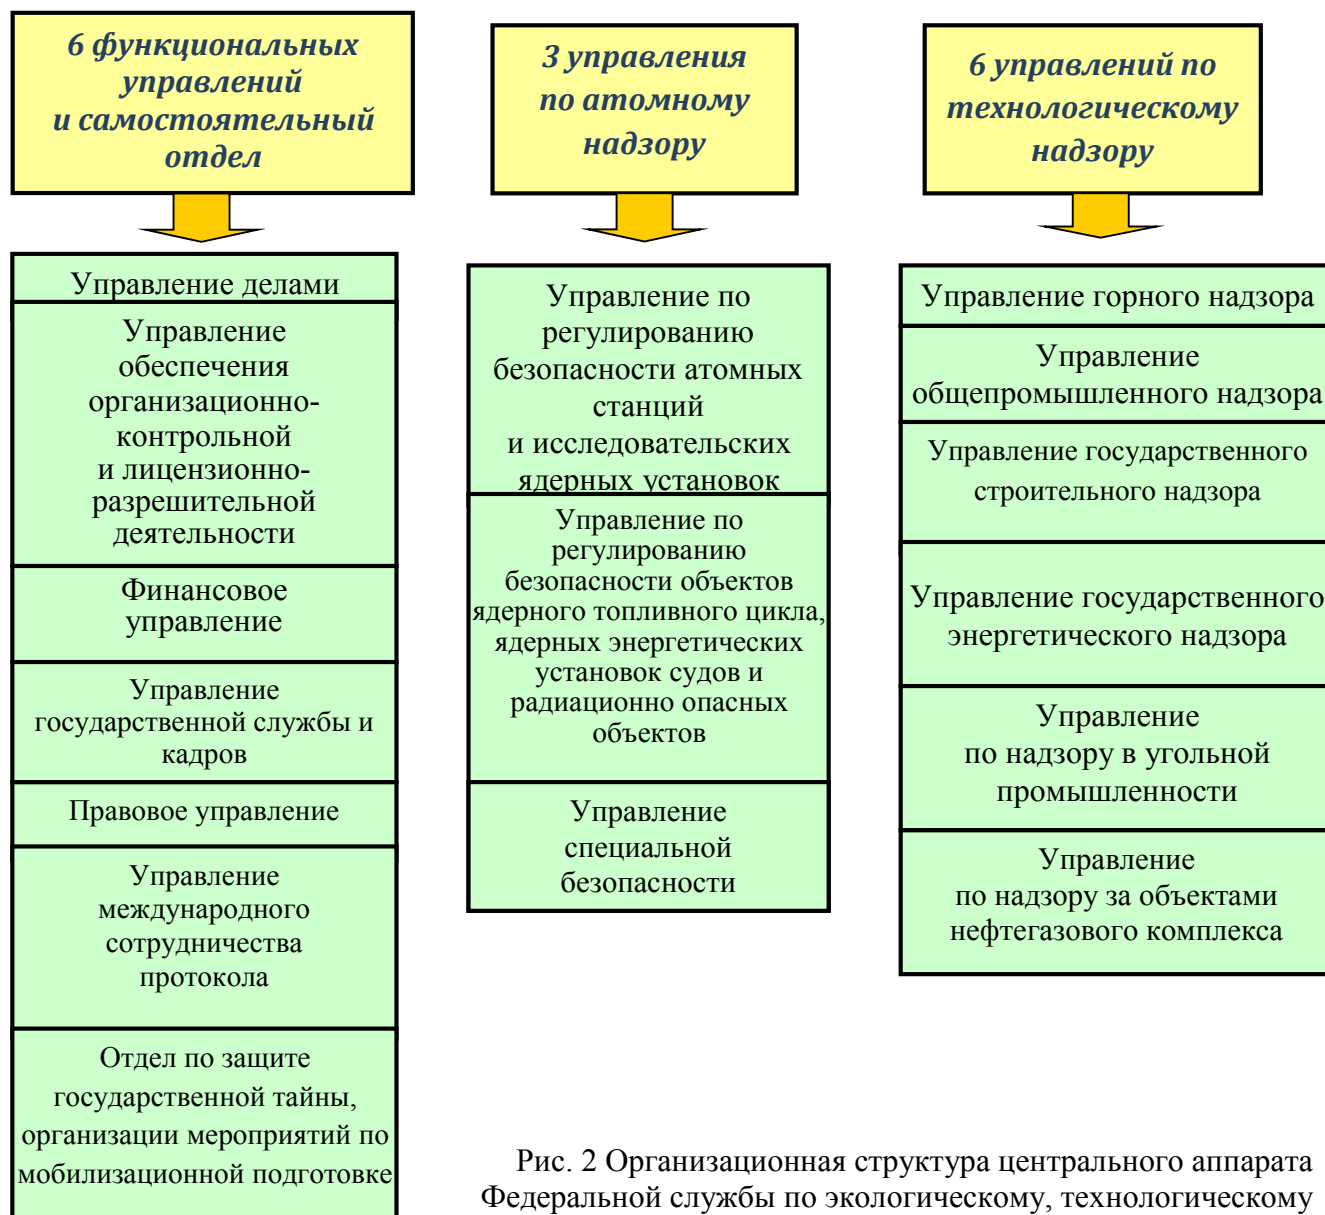 6 функциональных
управлений
и самостоятельный
отдел
Управление делами
Управление
обеспечения
организационно-
контрольной
и лицензионно-
разрешительной
деятельности
Финансовое
управление
Управление
государственной службы и
кадров
Правовое управление
Управление
международного
сотрудничества
протокола
Отдел по защите
государственной тайны,
организации мероприятий по
мобилизационной подготовке
3 управления
по атомному
надзору
Управление по
регулированию
безопасности атомных
станций
и исследовательских
ядерных установок
Управление по
регулированию
безопасности объектов
ядерного топливного цикла,
ядерных энергетических
установок судов и
радиационно опасных
объектов
Управление
специальной
безопасности
6 управлений по
технологическому
надзору
Управление горного надзора
Управление
общепромышленного надзора
Управление государственного
строительного надзора
Управление государственного
энергетического надзора
Управление
по надзору в угольной
промышленности
Управление
по надзору за объектами
нефтегазового комплекса
Рис. 2 Организационная структура центрального аппарата
Федеральной службы по экологическому, технологическому